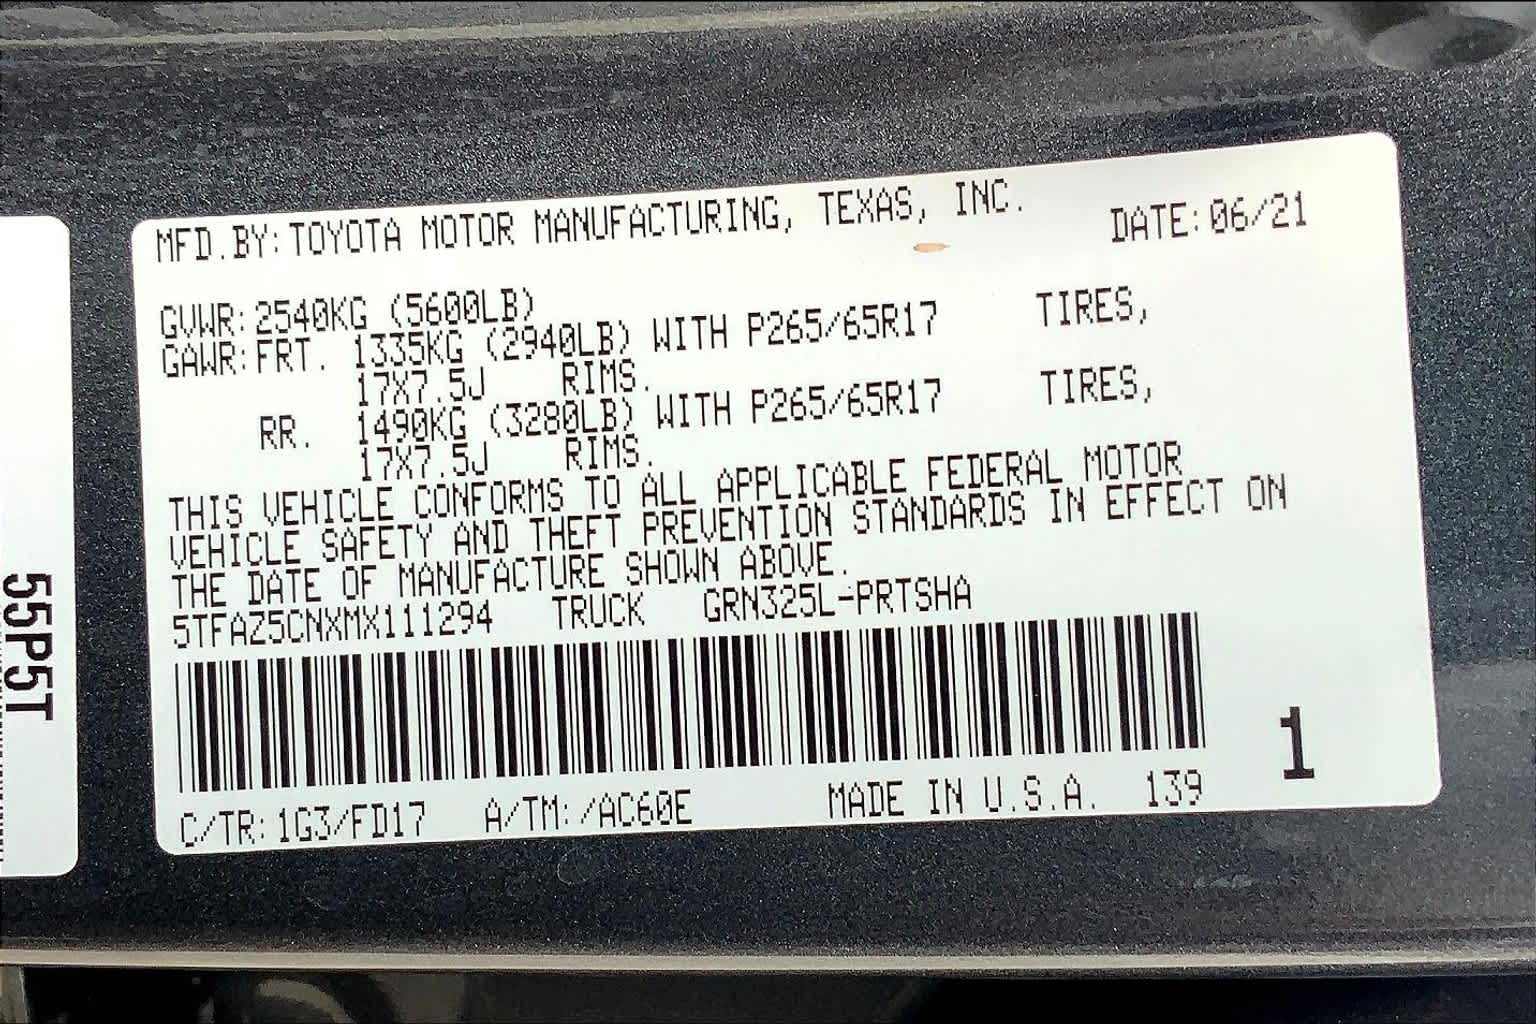 MFD.BY:TOYOTA MOTOR MANUFACTURING, TEXAS, INC. DATE:06/21
GVWR:2540KG (5600LB)
GAWR:FRT. 1335KG (2940LB) WITH P265/65R17 TIRES,
17X7.5J RIMS.
RR. 1490KG (3280LB) WITH P265/65R17 TIRES,
17X7.5J RIMS.
THIS VEHICLE CONFORMS TO ALL APPLICABLE FEDERAL MOTOR
VEHICLE SAFETY AND THEFT PREVENTION STANDARDS IN EFFECT ON
THE DATE OF MANUFACTURE SHOWN ABOVE.
5TFAZ5CNXMX111294 TRUCK GRN325L-PRTSHA
1
C/TR:1G3/FD17 A/TM:/AC60E MADE IN U.S.A. 139
55P5T